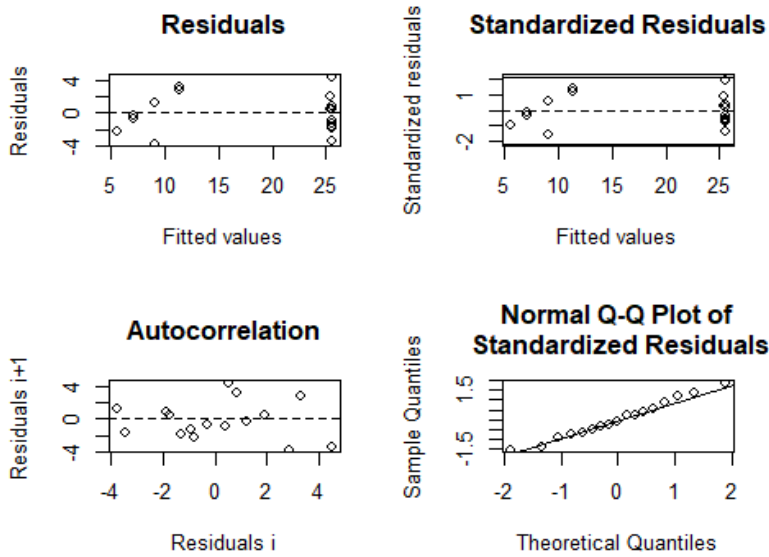 Residuals
Residuals
4
0
-4
5 10 15 20 25
Fitted values
Standardized Residuals
Standardized residuals
1
-2
5 10 15 20 25
Fitted values
Autocorrelation
Residuals i+1
4
0
-4
-4 -2 0 2 4
Residuals i
Normal Q-Q Plot of
Standardized Residuals
Sample Quantiles
1.5
-1.5
-2 -1 0 1 2
Theoretical Quantiles